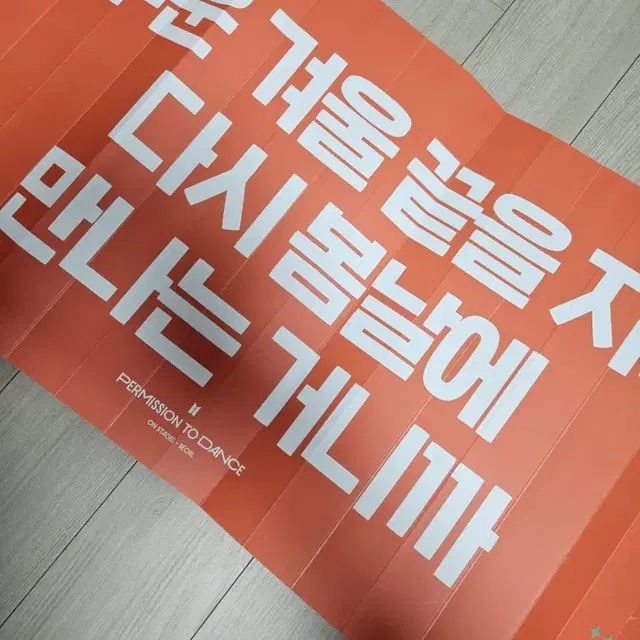 운 겨울 끝을 지
다시 봄날에
만나는 거니까
PERMISSION TO DANCE
ON STAGE - SEOUL